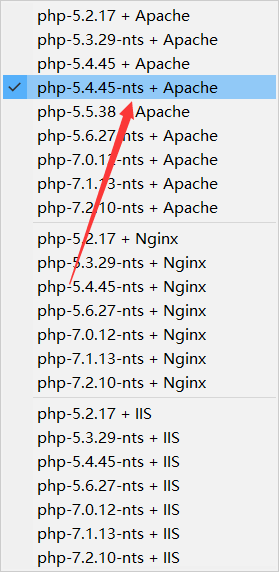 php-5.2.17 + Apache
php-5.3.29-nts + Apache
php-5.4.45 + Apache
php-5.4.45-nts + Apache
php-5.5.38 + Apache
php-5.6.27-nts + Apache
php-7.0.12-nts + Apache
php-7.1.13-nts + Apache
php-7.2.10-nts + Apache
php-5.2.17 + Nginx
php-5.3.29-nts + Nginx
php-5.4.45-nts + Nginx
php-5.6.27-nts + Nginx
php-7.0.12-nts + Nginx
php-7.1.13-nts + Nginx
php-7.2.10-nts + Nginx
php-5.2.17 + IIS
php-5.3.29-nts + IIS
php-5.4.45-nts + IIS
php-5.6.27-nts + IIS
php-7.0.12-nts + IIS
php-7.1.13-nts + IIS
php-7.2.10-nts + IIS